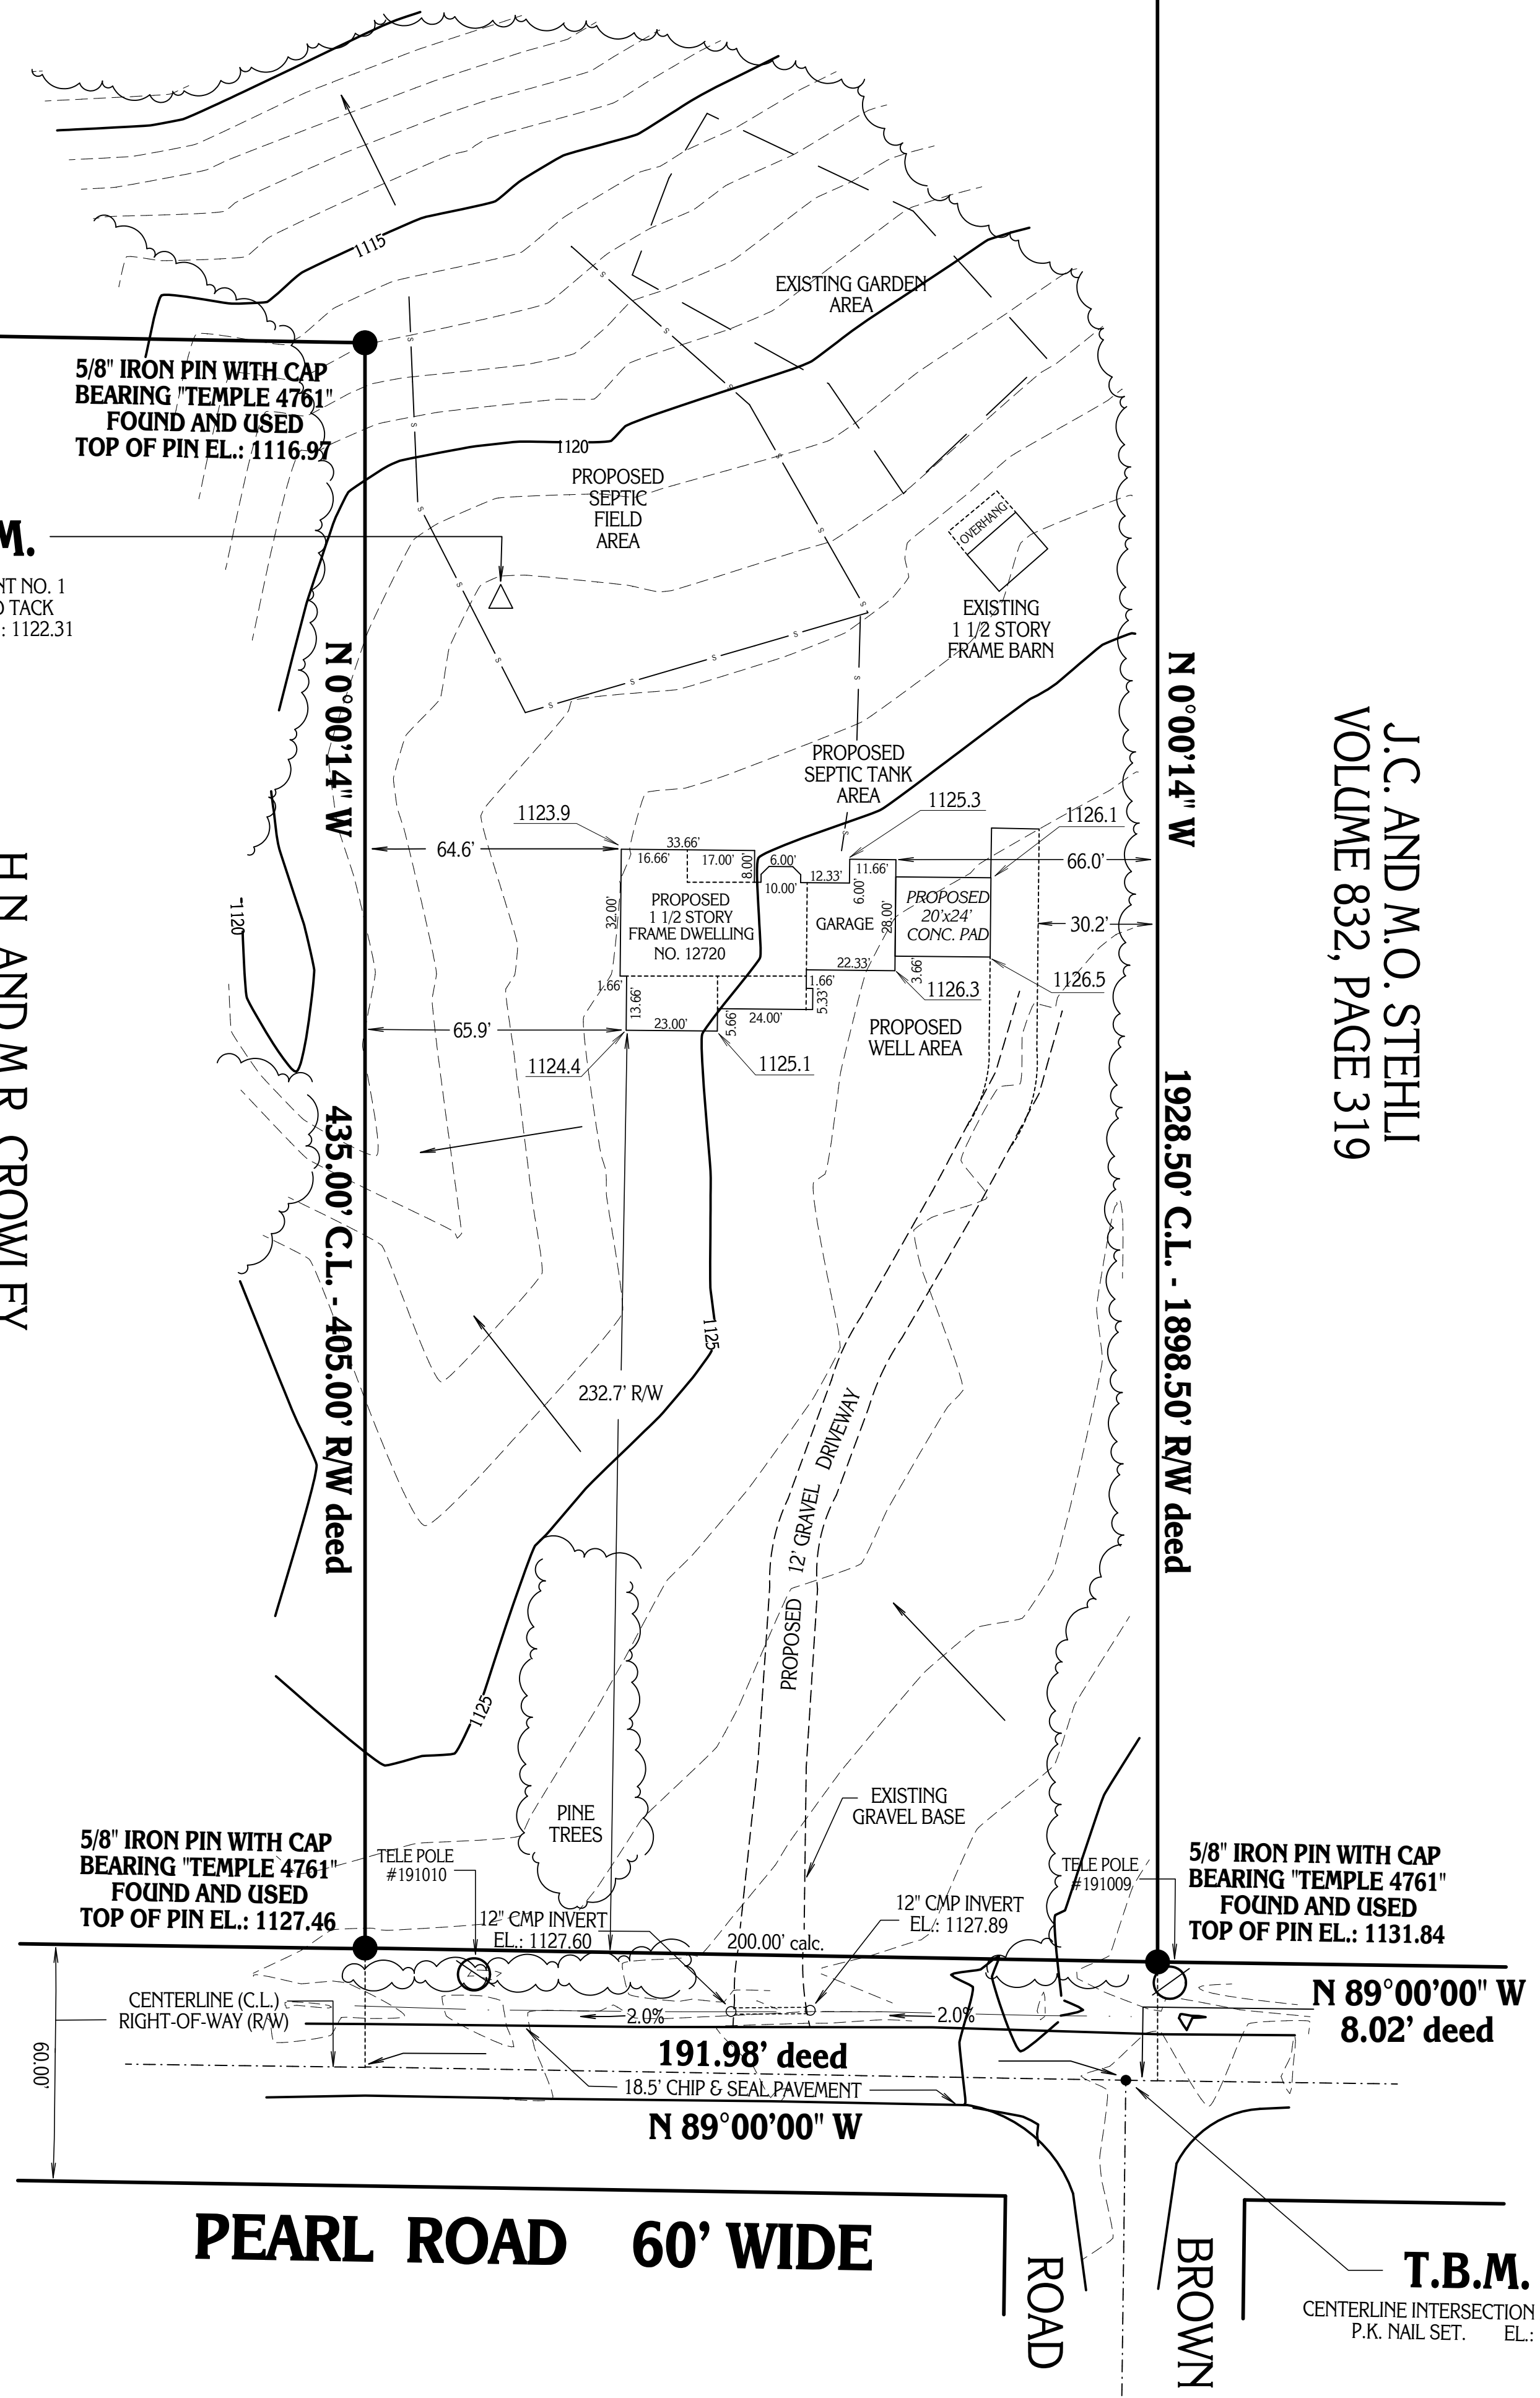 1115
EXISTING GARDEN
AREA
5/8" IRON PIN WITH CAP
BEARING "TEMPLE 4761"
FOUND AND USED
TOP OF PIN EL.: 1116.97
1120
PROPOSED
SEPTIC
FIELD
AREA
OVERHANG
M.
NT NO. 1
D TACK
: 1122.31
EXISTING
1 1/2 STORY
FRAME BARN
N 0°00'14" W
N 0°00'14" W
J.C. AND M.O. STEHLI
VOLUME 832, PAGE 319
PROPOSED
SEPTIC TANK
AREA
1123.9
1125.3
1126.1
33.66'
64.6'
16.66'
17.00'
8.00'
6.00'
10.00'
12.33'
11.66'
6.00'
66.0'
PROPOSED
1 1/2 STORY
FRAME DWELLING
NO. 12720
32.00'
GARAGE
28.00'
PROPOSED
20'x24'
CONC. PAD
30.2'
1120
22.33'
3.66'
1.66'
1.66'
5.33'
1126.3
1126.5
13.66'
23.00'
5.66'
24.00'
65.9'
PROPOSED
WELL AREA
1124.4
1125.1
H N AND M R CROWLEY
435.00' C.L. - 405.00' R/W deed
1928.50' C.L. - 1898.50' R/W deed
1125
232.7' R/W
PROPOSED 12' GRAVEL DRIVEWAY
1125
PINE
TREES
EXISTING
GRAVEL BASE
5/8" IRON PIN WITH CAP
BEARING "TEMPLE 4761"
FOUND AND USED
TOP OF PIN EL.: 1127.46
TELE POLE
#191010
TELE POLE
#191009
5/8" IRON PIN WITH CAP
BEARING "TEMPLE 4761"
FOUND AND USED
TOP OF PIN EL.: 1131.84
12" CMP INVERT
EL.: 1127.60
12" CMP INVERT
EL.: 1127.89
200.00' calc.
CENTERLINE (C.L.)
RIGHT-OF-WAY (R/W)
2.0%
2.0%
N 89°00'00" W
8.02' deed
60.00'
191.98' deed
18.5' CHIP & SEAL PAVEMENT
N 89°00'00" W
PEARL ROAD 60' WIDE
BROWN
ROAD
T.B.M.
CENTERLINE INTERSECTION
P.K. NAIL SET. EL.: